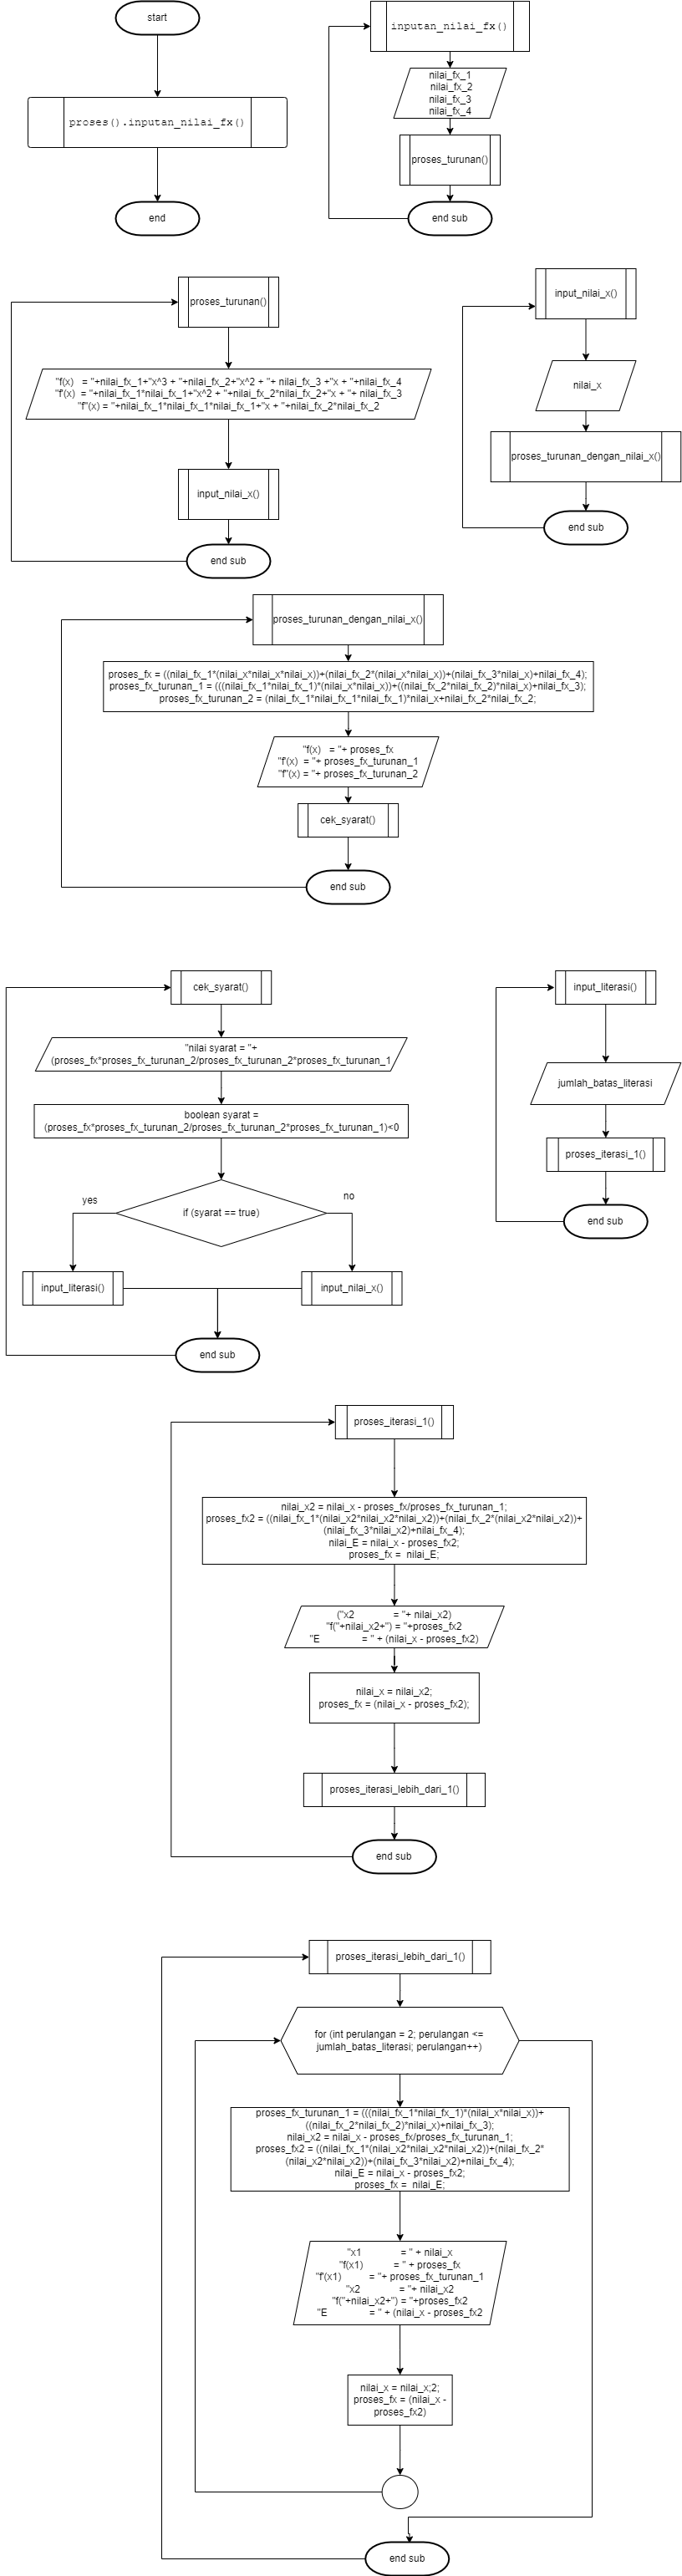 start
proses().inputan_nilai_fx()
end
inputan_nilai_fx()
nilai_fx_1
nilai_fx_2
nilai_fx_3
nilai_fx_4
proses_turunan()
end sub
proses_turunan()
"f(x) = "+nilai_fx_1+"x^3 + "+nilai_fx_2+"x^2 + "+ nilai_fx_3 +"x + "+nilai_fx_4
"f'(x) = "+nilai_fx_1*nilai_fx_1+"x^2 + "+nilai_fx_2*nilai_fx_2+"x + "+ nilai_fx_3
"f"(x) = "+nilai_fx_1*nilai_fx_1*nilai_fx_1+"x + "+nilai_fx_2*nilai_fx_2
input_nilai_x()
end sub
input_nilai_x()
nilai_x
proses_turunan_dengan_nilai_x()
end sub
proses_turunan_dengan_nilai_x()
proses_fx = ((nilai_fx_1*(nilai_x*nilai_x*nilai_x))+(nilai_fx_2*(nilai_x*nilai_x))+(nilai_fx_3*nilai_x)+nilai_fx_4);
proses_fx_turunan_1 = (((nilai_fx_1*nilai_fx_1)*(nilai_x*nilai_x))+((nilai_fx_2*nilai_fx_2)*nilai_x)+nilai_fx_3);
proses_fx_turunan_2 = (nilai_fx_1*nilai_fx_1*nilai_fx_1)*nilai_x+nilai_fx_2*nilai_fx_2;
"f(x) = "+ proses_fx
"f'(x) = "+ proses_fx_turunan_1
"f"(x) = "+ proses_fx_turunan_2
cek_syarat()
end sub
cek_syarat()
"nilai syarat = "+
(proses_fx*proses_fx_turunan_2/proses_fx_turunan_2*proses_fx_turunan_1
boolean syarat =
(proses_fx*proses_fx_turunan_2/proses_fx_turunan_2*proses_fx_turunan_1)<0
yes
if (syarat == true)
no
input_literasi()
input_nilai_x()
end sub
input_literasi()
jumlah_batas_literasi
proses_iterasi_1()
end sub
proses_iterasi_1()
nilai_x2 = nilai_x - proses_fx/proses_fx_turunan_1;
proses_fx2 = ((nilai_fx_1*(nilai_x2*nilai_x2*nilai_x2))+(nilai_fx_2*(nilai_x2*nilai_x2))+
(nilai_fx_3*nilai_x2)+nilai_fx_4);
nilai_E = nilai_x - proses_fx2;
proses_fx = nilai_E;
("x2 = "+ nilai_x2)
"f("+nilai_x2+") = "+proses_fx2
"E = " + (nilai_x - proses_fx2)
nilai_x = nilai_x2;
proses_fx = (nilai_x - proses_fx2);
proses_iterasi_lebih_dari_1()
end sub
proses_iterasi_lebih_dari_1()
for (int perulangan = 2; perulangan <=
jumlah_batas_literasi; perulangan++)
proses_fx_turunan_1 = (((nilai_fx_1*nilai_fx_1)*(nilai_x*nilai_x))+
((nilai_fx_2*nilai_fx_2)*nilai_x)+nilai_fx_3);
nilai_x2 = nilai_x - proses_fx/proses_fx_turunan_1;
proses_fx2 = ((nilai_fx_1*(nilai_x2*nilai_x2*nilai_x2))+(nilai_fx_2*
(nilai_x2*nilai_x2))+(nilai_fx_3*nilai_x2)+nilai_fx_4);
nilai_E = nilai_x - proses_fx2;
proses_fx = nilai_E;
"x1 = " + nilai_x
"f(x1) = " + proses_fx
"f'(x1) = "+ proses_fx_turunan_1
"x2 = "+ nilai_x2
"f("+nilai_x2+") = "+proses_fx2
"E = " + (nilai_x - proses_fx2
nilai_x = nilai_x;2;
proses_fx = (nilai_x -
proses_fx2)
end sub